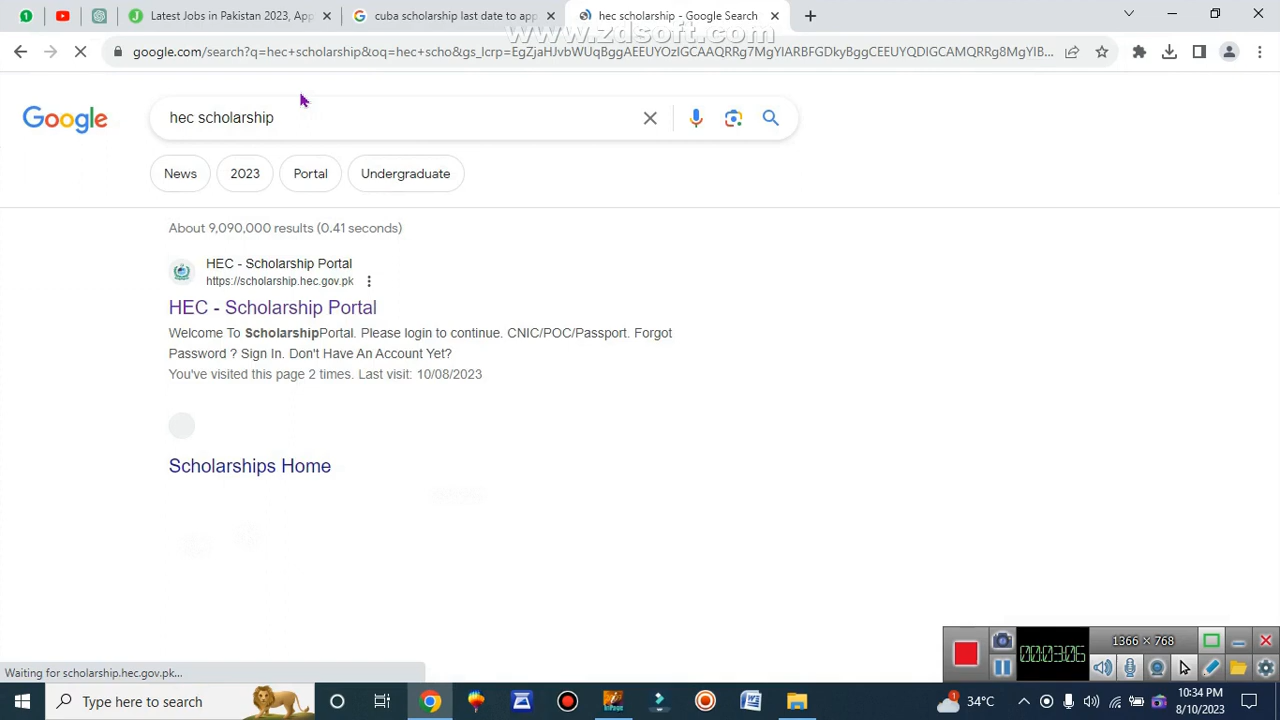 Latest Jobs in Pakistan 2023, App
cuba scholarship last date to app
hec scholarship - Google Search
www.zdsoft.com
google.com/search?q=hec+scholarship&oq=hec+scho&gs_lcrp=EgZjaHJvbWUqBggAEEUYOzIGCAAQRRg7MgYIARBFGDkyBggCEEUYQDIGCAMQRRg8MgYIB...
Google
hec scholarship
News
2023
Portal
Undergraduate
About 9,090,000 results (0.41 seconds)
HEC - Scholarship Portal
https://scholarship.hec.gov.pk
HEC - Scholarship Portal
Welcome To ScholarshipPortal. Please login to continue. CNIC/POC/Passport. Forgot
Password ? Sign In. Don't Have An Account Yet?
You've visited this page 2 times. Last visit: 10/08/2023
Scholarships Home
1366 × 768
00:03:06
Waiting for scholarship.hec.gov.pk...
Type here to search
34°C
10:34 PM
8/10/2023